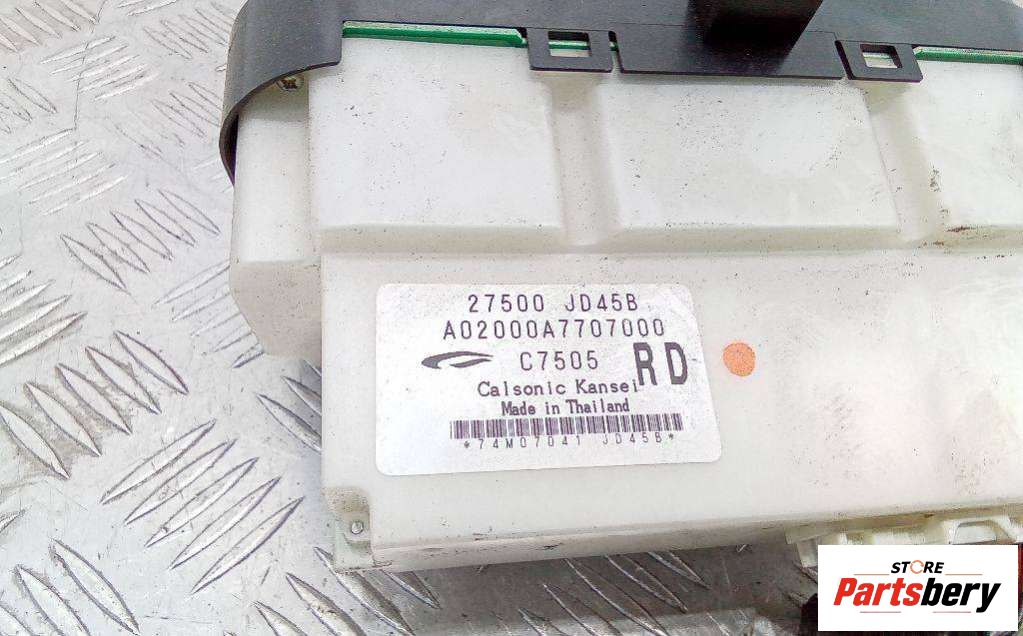 27500 JD45B
A02000A7707000
C7505 RD
Calsonic Kansei
Made in Thailand
*74M07041 JD45B*
STORE
Partsbery